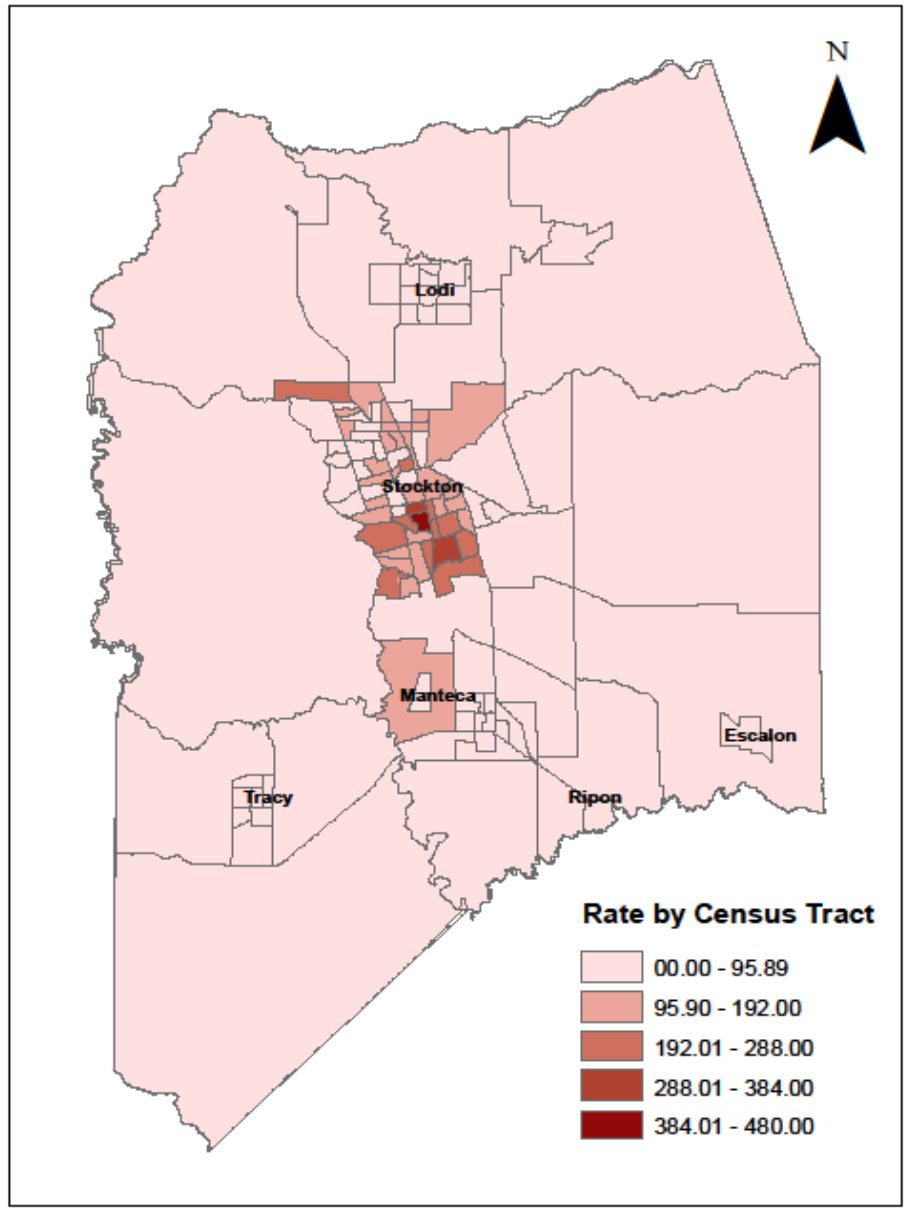 N
Lodi
Stockton
Manteca
Escalon
Tracy
Ripon
Rate by Census Tract
00.00 - 95.89
95.90 - 192.00
192.01 - 288.00
288.01 - 384.00
384.01 - 480.00